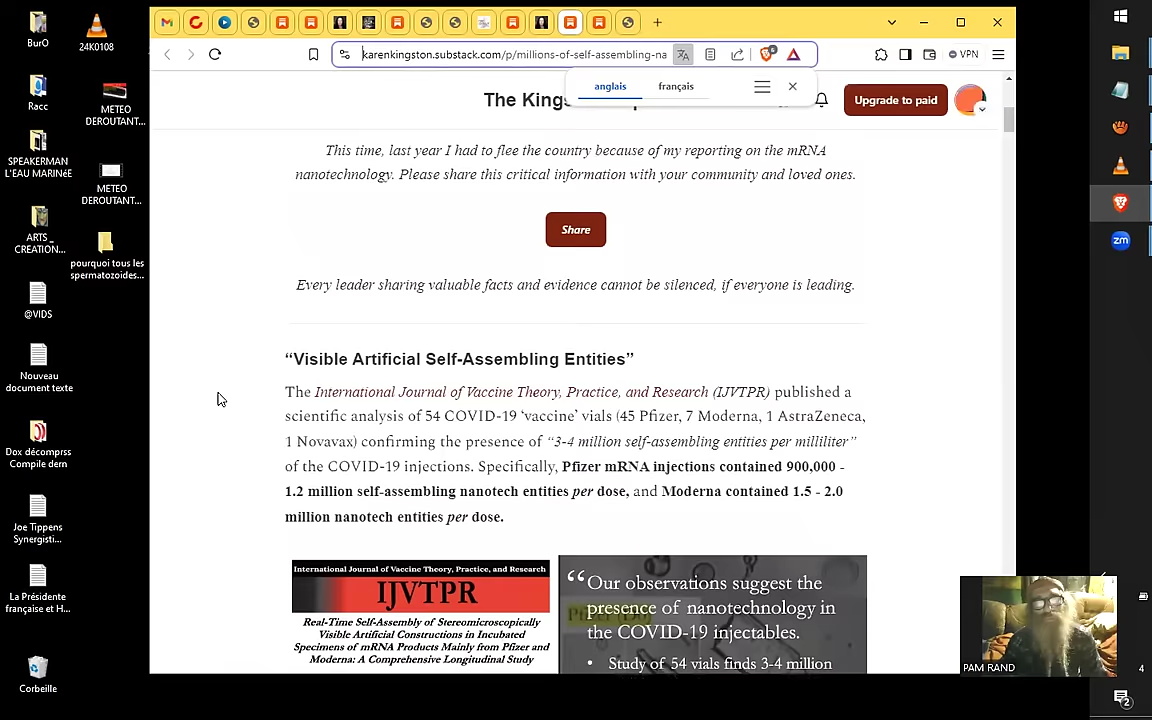 BurO
24K0108
Racc
METEO
DEROUTANT...
SPEAKERMAN
L'EAU MARINéE
METEO
DEROUTANT...
ARTS _
CREATION...
pourquoi tous les
spermatozoides...
@VIDS
Nouveau
document texte
Dox décomprss
Compile dern
Joe Tippens
Synergisti...
La Présidente
française et H...
Corbeille
karenkingston.substack.com/p/millions-of-self-assembling-na
VPN
anglais français
The Kings
Upgrade to paid
This time, last year I had to flee the country because of my reporting on the mRNA
nanotechnology. Please share this critical information with your community and loved ones.
Share
Every leader sharing valuable facts and evidence cannot be silenced, if everyone is leading.
“Visible Artificial Self-Assembling Entities”
The International Journal of Vaccine Theory, Practice, and Research (IJVTPR) published a
scientific analysis of 54 COVID-19 ‘vaccine’ vials (45 Pfizer, 7 Moderna, 1 AstraZeneca,
1 Novavax) confirming the presence of “3-4 million self-assembling entities per milliliter”
of the COVID-19 injections. Specifically, Pfizer mRNA injections contained 900,000 -
1.2 million self-assembling nanotech entities per dose, and Moderna contained 1.5 - 2.0
million nanotech entities per dose.
International Journal of Vaccine Theory, Practice, and Research
IJVTPR
Real-Time Self-Assembly of Stereomicroscopically
Visible Artificial Constructions in Incubated
Specimens of mRNA Products Mainly from Pfizer and
Moderna: A Comprehensive Longitudinal Study
“Our observations suggest the
presence of nanotechnology in
the COVID-19 injectables.
• Study of 54 vials finds 3-4 million
PAM RAND
zm
4
2